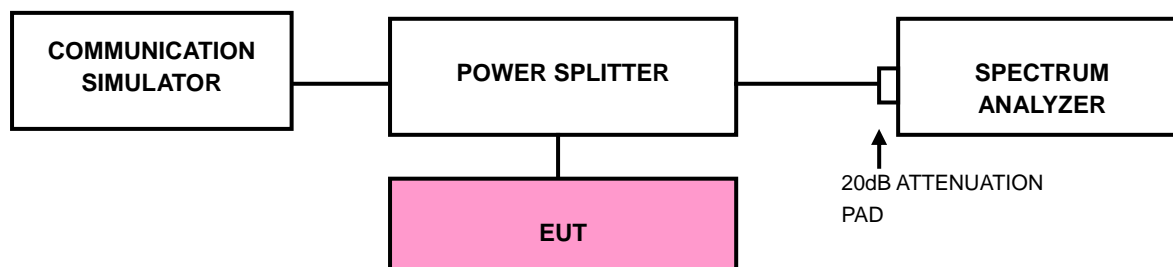 COMMUNICATION
SIMULATOR
POWER SPLITTER
SPECTRUM
ANALYZER
20dB ATTENUATION
PAD
EUT